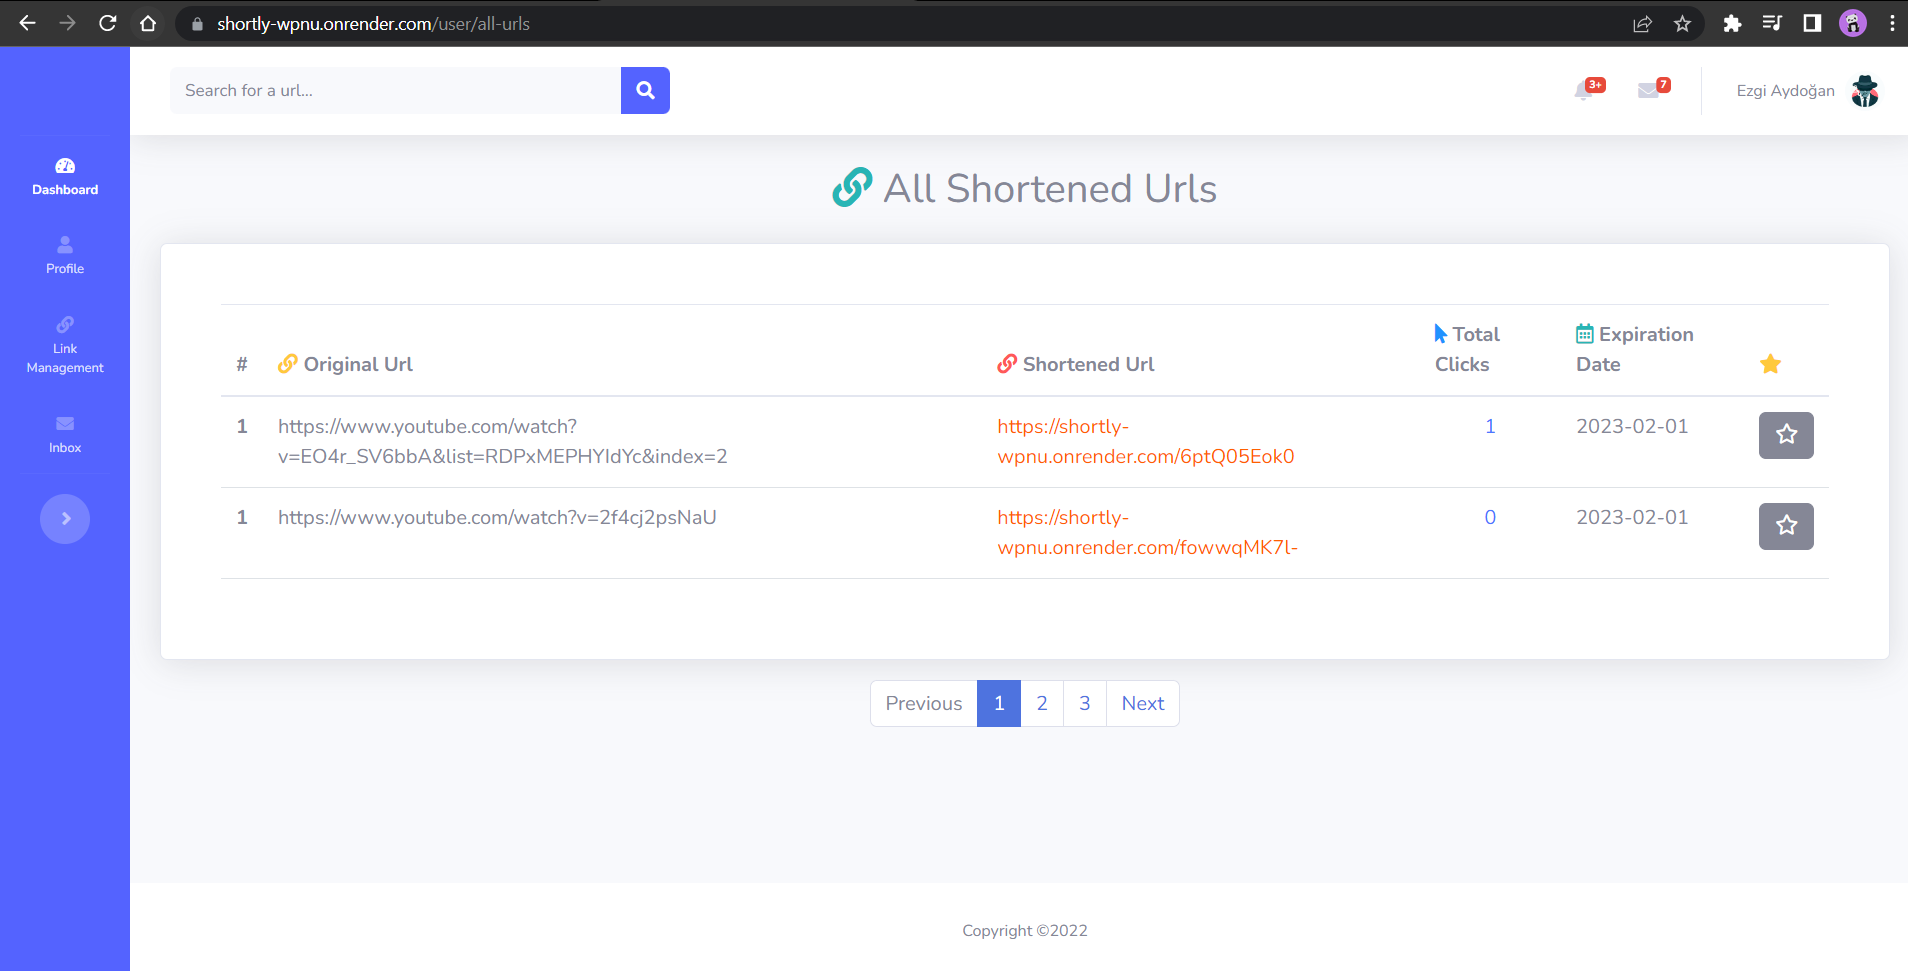 shortly-wpnu.onrender.com/user/all-urls
Search for a url...
3+
7
Ezgi Aydoğan
Dashboard
Profile
Link
Management
Inbox
All Shortened Urls
# Original Url Shortened Url Total Clicks Expiration Date
1 https://www.youtube.com/watch?
v=EO4r_SV6bbA&list=RDPxMEPHYIdYc&index=2
https://shortly-
wpnu.onrender.com/6ptQ05Eok0
1 2023-02-01
1 https://www.youtube.com/watch?v=2f4cj2psNaU
https://shortly-
wpnu.onrender.com/fowwqMK7l-
0 2023-02-01
Previous 1 2 3 Next
Copyright ©2022